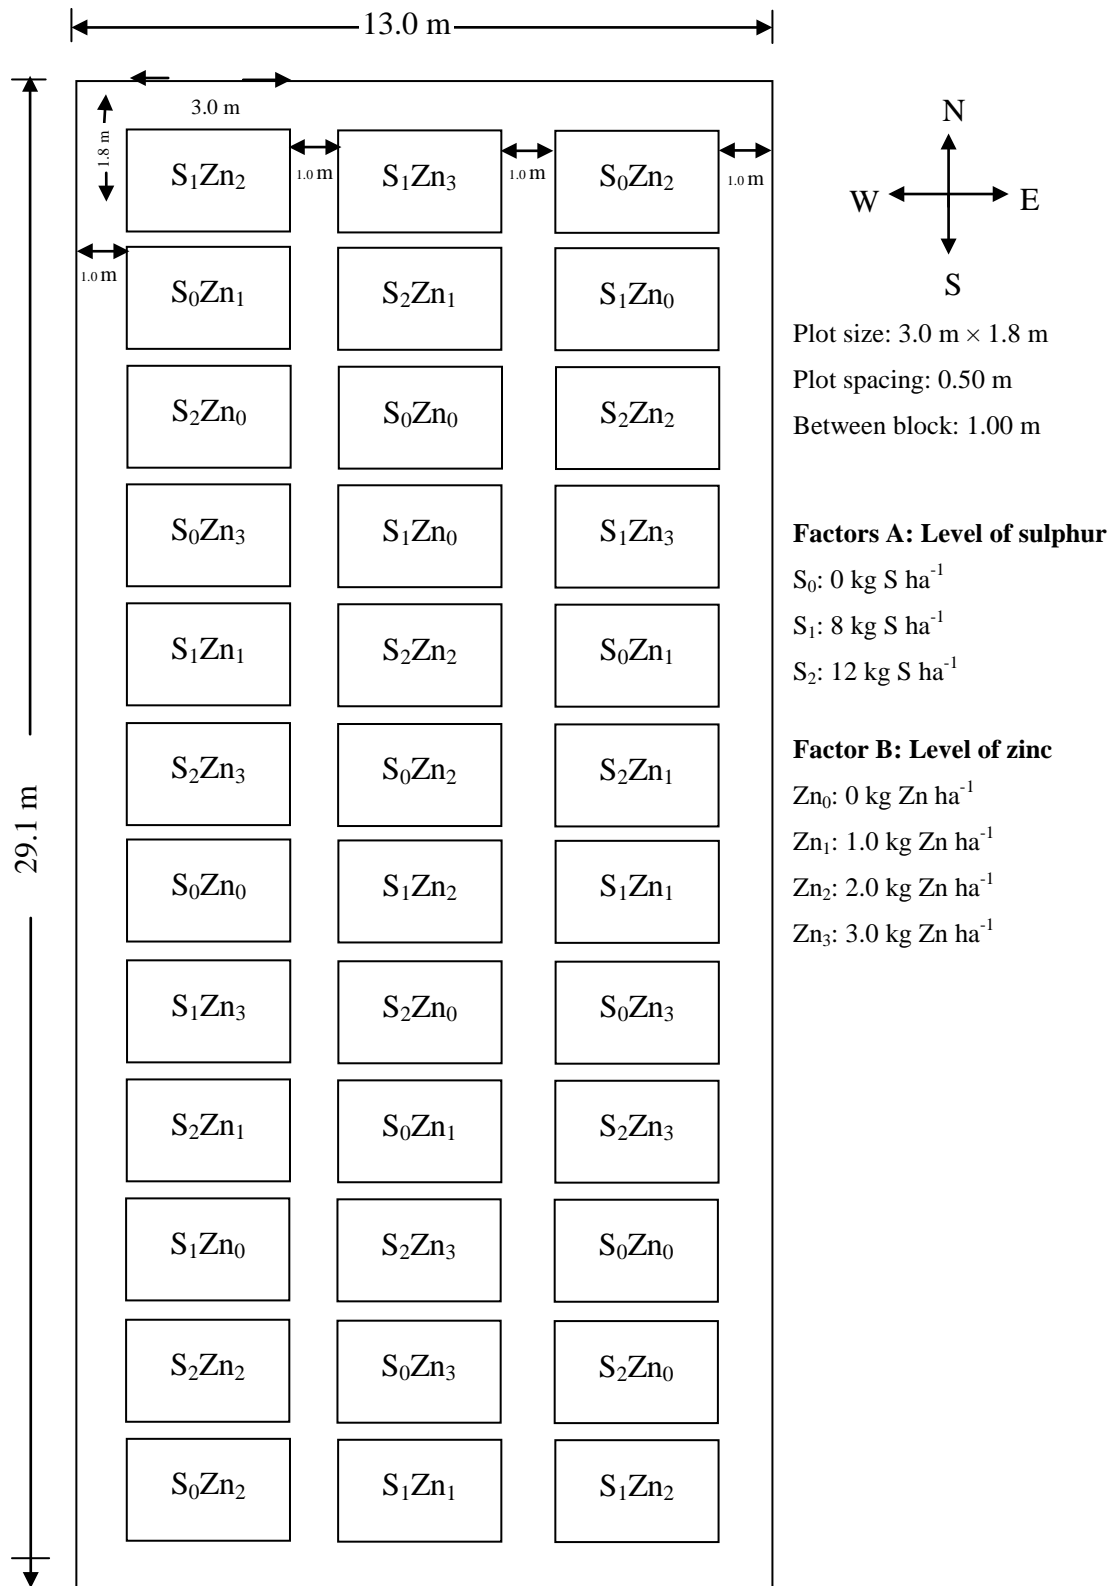 13.0 m
3.0 m
1.8 m
S₁Zn₂
1.0 m
S₁Zn₃
1.0 m
S₀Zn₂
1.0 m
1.0 m
S₀Zn₁
S₂Zn₁
S₁Zn₀
S₂Zn₀
S₀Zn₀
S₂Zn₂
S₀Zn₃
S₁Zn₀
S₁Zn₃
S₁Zn₁
S₂Zn₂
S₀Zn₁
S₂Zn₃
S₀Zn₂
S₂Zn₁
S₀Zn₀
S₁Zn₂
S₁Zn₁
S₁Zn₃
S₂Zn₀
S₀Zn₃
S₂Zn₁
S₀Zn₁
S₂Zn₃
S₁Zn₀
S₂Zn₃
S₀Zn₀
S₂Zn₂
S₀Zn₃
S₂Zn₀
S₀Zn₂
S₁Zn₁
S₁Zn₂
29.1 m
N
W
E
S
Plot size: 3.0 m × 1.8 m
Plot spacing: 0.50 m
Between block: 1.00 m
Factors A: Level of sulphur
S₀: 0 kg S ha⁻¹
S₁: 8 kg S ha⁻¹
S₂: 12 kg S ha⁻¹
Factor B: Level of zinc
Zn₀: 0 kg Zn ha⁻¹
Zn₁: 1.0 kg Zn ha⁻¹
Zn₂: 2.0 kg Zn ha⁻¹
Zn₃: 3.0 kg Zn ha⁻¹